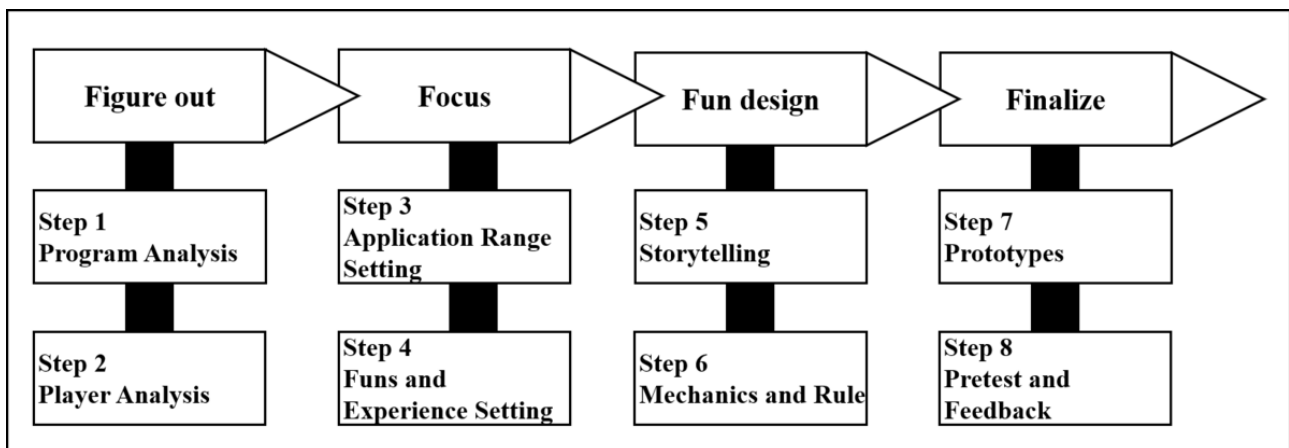 Figure out
Focus
Fun design
Finalize
Step 1
Program Analysis
Step 3
Application Range
Setting
Step 5
Storytelling
Step 7
Prototypes
Step 2
Player Analysis
Step 4
Funs and
Experience Setting
Step 6
Mechanics and Rule
Step 8
Pretest and
Feedback